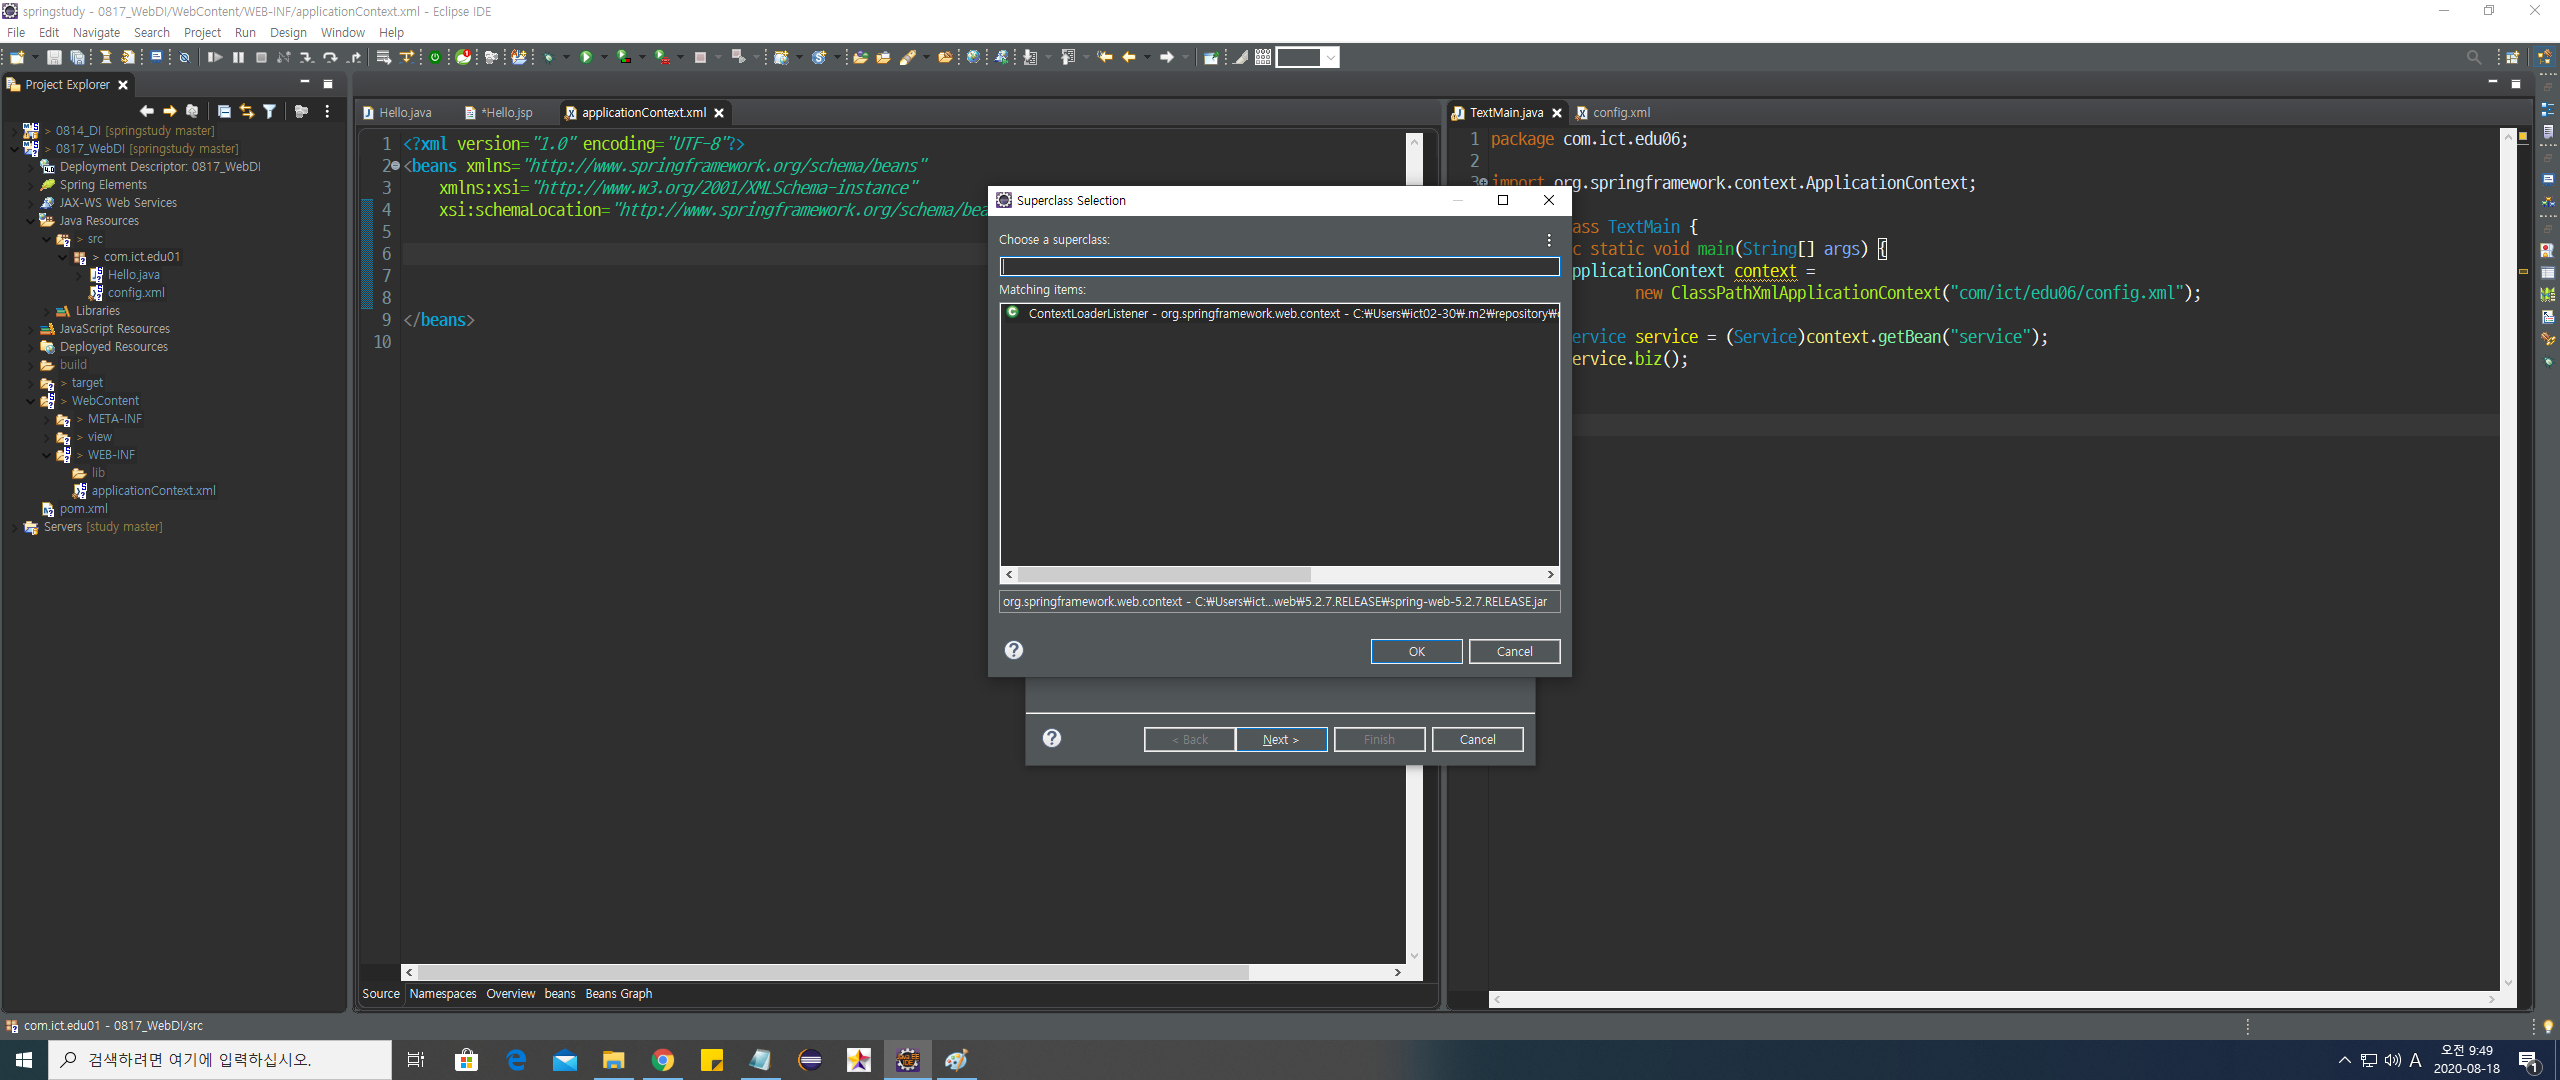 springstudy - 0817_WebDI/WebContent/WEB-INF/applicationContext.xml - Eclipse IDE
File Edit Navigate Search Project Run Design Window Help
Project Explorer
> 0814_DI [springstudy master]
> 0817_WebDI [springstudy master]
Deployment Descriptor: 0817_WebDI
Spring Elements
JAX-WS Web Services
Java Resources
> src
> com.ict.edu01
Hello.java
config.xml
Libraries
JavaScript Resources
Deployed Resources
build
> target
> WebContent
> META-INF
> view
> WEB-INF
lib
applicationContext.xml
pom.xml
Servers [study master]
Hello.java *Hello.jsp applicationContext.xml
1 <?xml version="1.0" encoding="UTF-8"?>
2 <beans xmlns="http://www.springframework.org/schema/beans"
3 xmlns:xsi="http://www.w3.org/2001/XMLSchema-instance"
4 xsi:schemaLocation="http://www.springframework.org/schema/bea
5
6
7
8
9 </beans>
10
Source Namespaces Overview beans Beans Graph
Superclass Selection
Choose a superclass:
Matching items:
C ContextLoaderListener - org.springframework.web.context - C:₩Users₩ict02-30₩.m2₩repository₩
org.springframework.web.context - C:₩Users₩ict...web₩5.2.7.RELEASE₩spring-web-5.2.7.RELEASE.jar
OK Cancel
< Back Next > Finish Cancel
TextMain.java config.xml
1 package com.ict.edu06;
2
3 import org.springframework.context.ApplicationContext;
ass TextMain {
c static void main(String[] args) {
pplicationContext context =
new ClassPathXmlApplicationContext("com/ict/edu06/config.xml");
ervice service = (Service)context.getBean("service");
ervice.biz();
com.ict.edu01 - 0817_WebDI/src
검색하려면 여기에 입력하십시오.
A
오전 9:49
2020-08-18
1